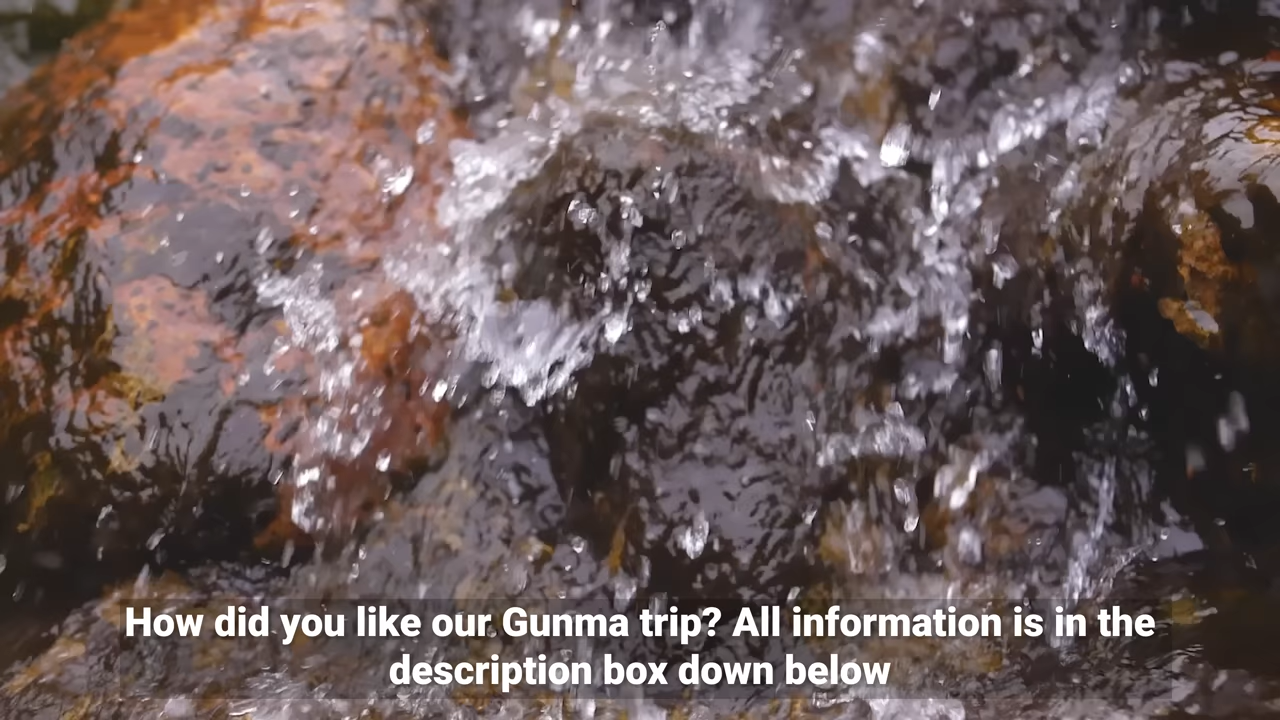 How did you like our Gunma trip? All information is in the
description box down below